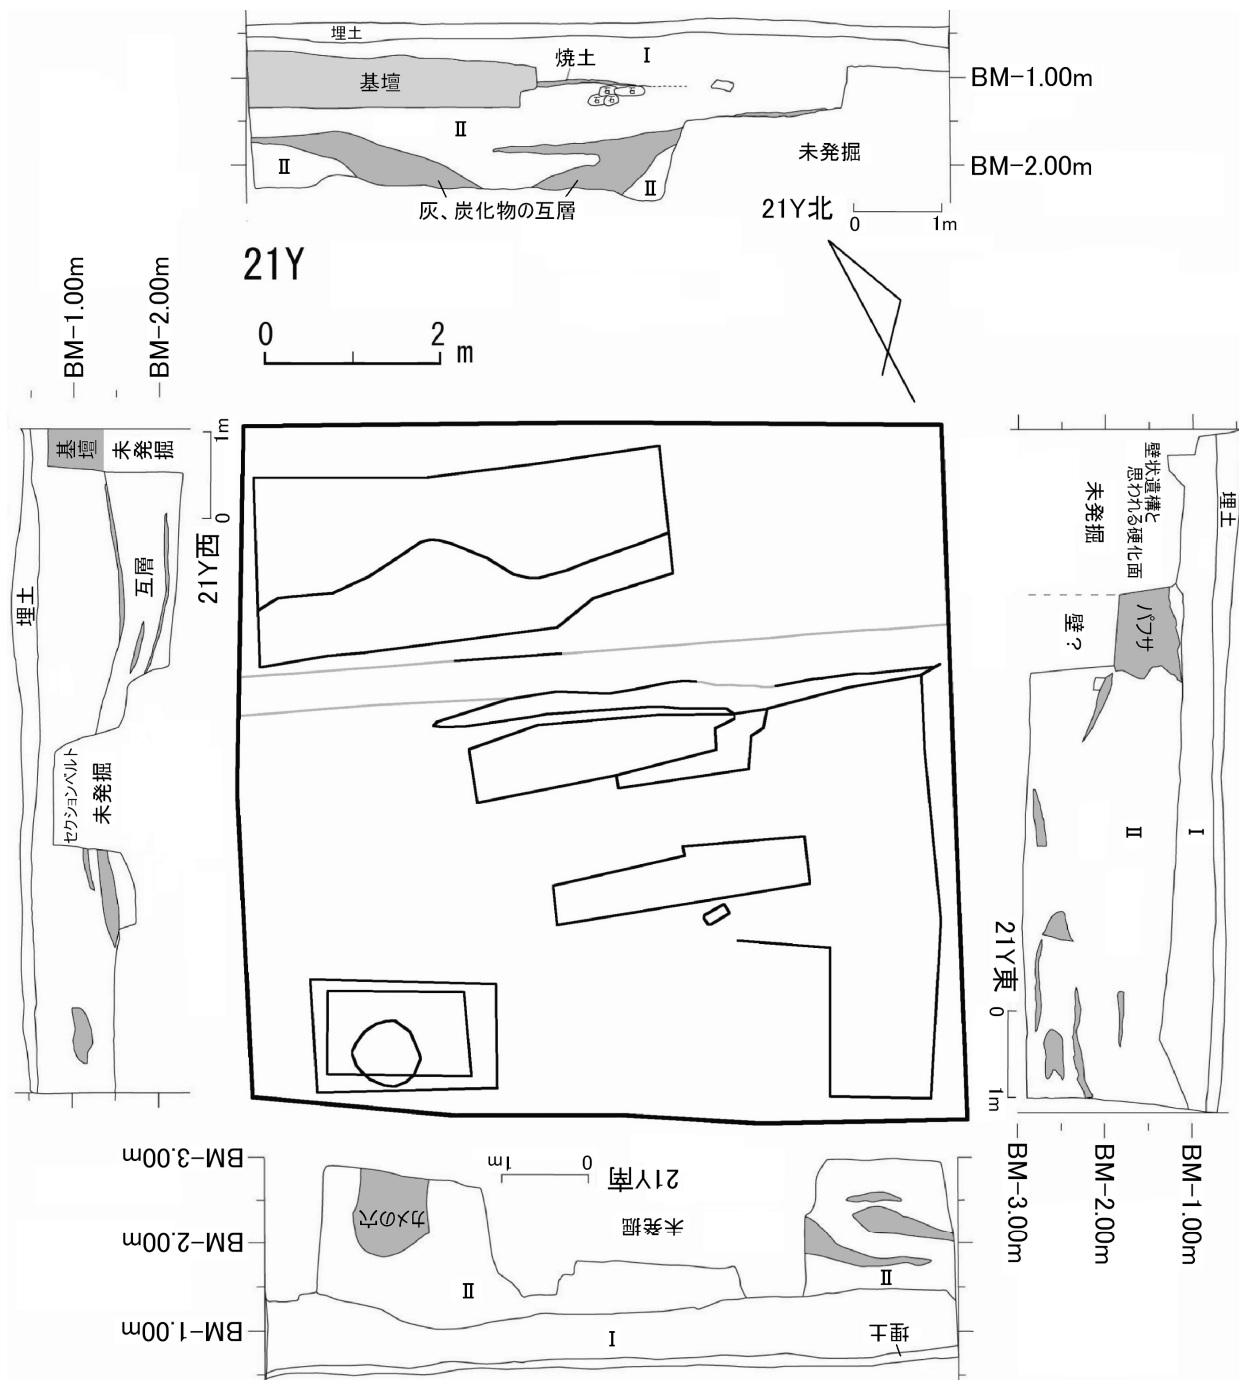 埋土
I
焼土
基壇
BM-1.00m
II
II
II
未発掘
BM-2.00m
灰、炭化物の互層
21Y北
0 1m
21Y
0 2 m
BM-1.00m
BM-2.00m
基壇
未発掘
1m
0
21Y西
互層
埋土
セクションベルト
未発掘
壁状遺構と
思われる硬化面
未発掘
埋土
パフサ
壁?
II
I
21Y東
0
1m
BM-3.00m
BM-2.00m
BM-1.00m
BM-3.00m
BM-2.00m
BM-1.00m
1m 0
21Y南
カメの穴
未発掘
II
II
I
埋土